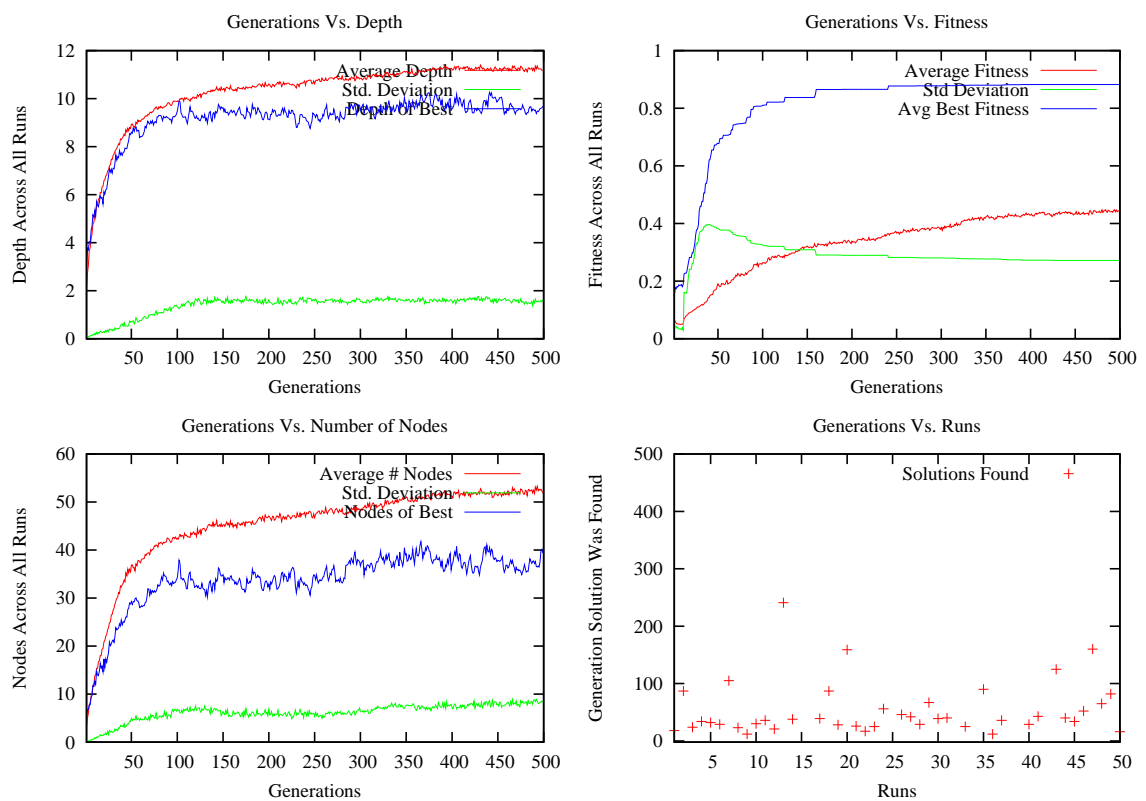 Generations Vs. Depth
Depth Across All Runs
12
10
8
6
4
2
0
Average Depth
Std. Deviation
Depth of Best
50 100 150 200 250 300 350 400 450 500
Generations
Generations Vs. Fitness
Fitness Across All Runs
1
0.8
0.6
0.4
0.2
0
Average Fitness
Std Deviation
Avg Best Fitness
50 100 150 200 250 300 350 400 450 500
Generations
Generations Vs. Number of Nodes
Nodes Across All Runs
60
50
40
30
20
10
0
Average # Nodes
Std. Deviation
Nodes of Best
50 100 150 200 250 300 350 400 450 500
Generations
Generations Vs. Runs
Generation Solution Was Found
500
400
300
200
100
0
Solutions Found
5 10 15 20 25 30 35 40 45 50
Runs